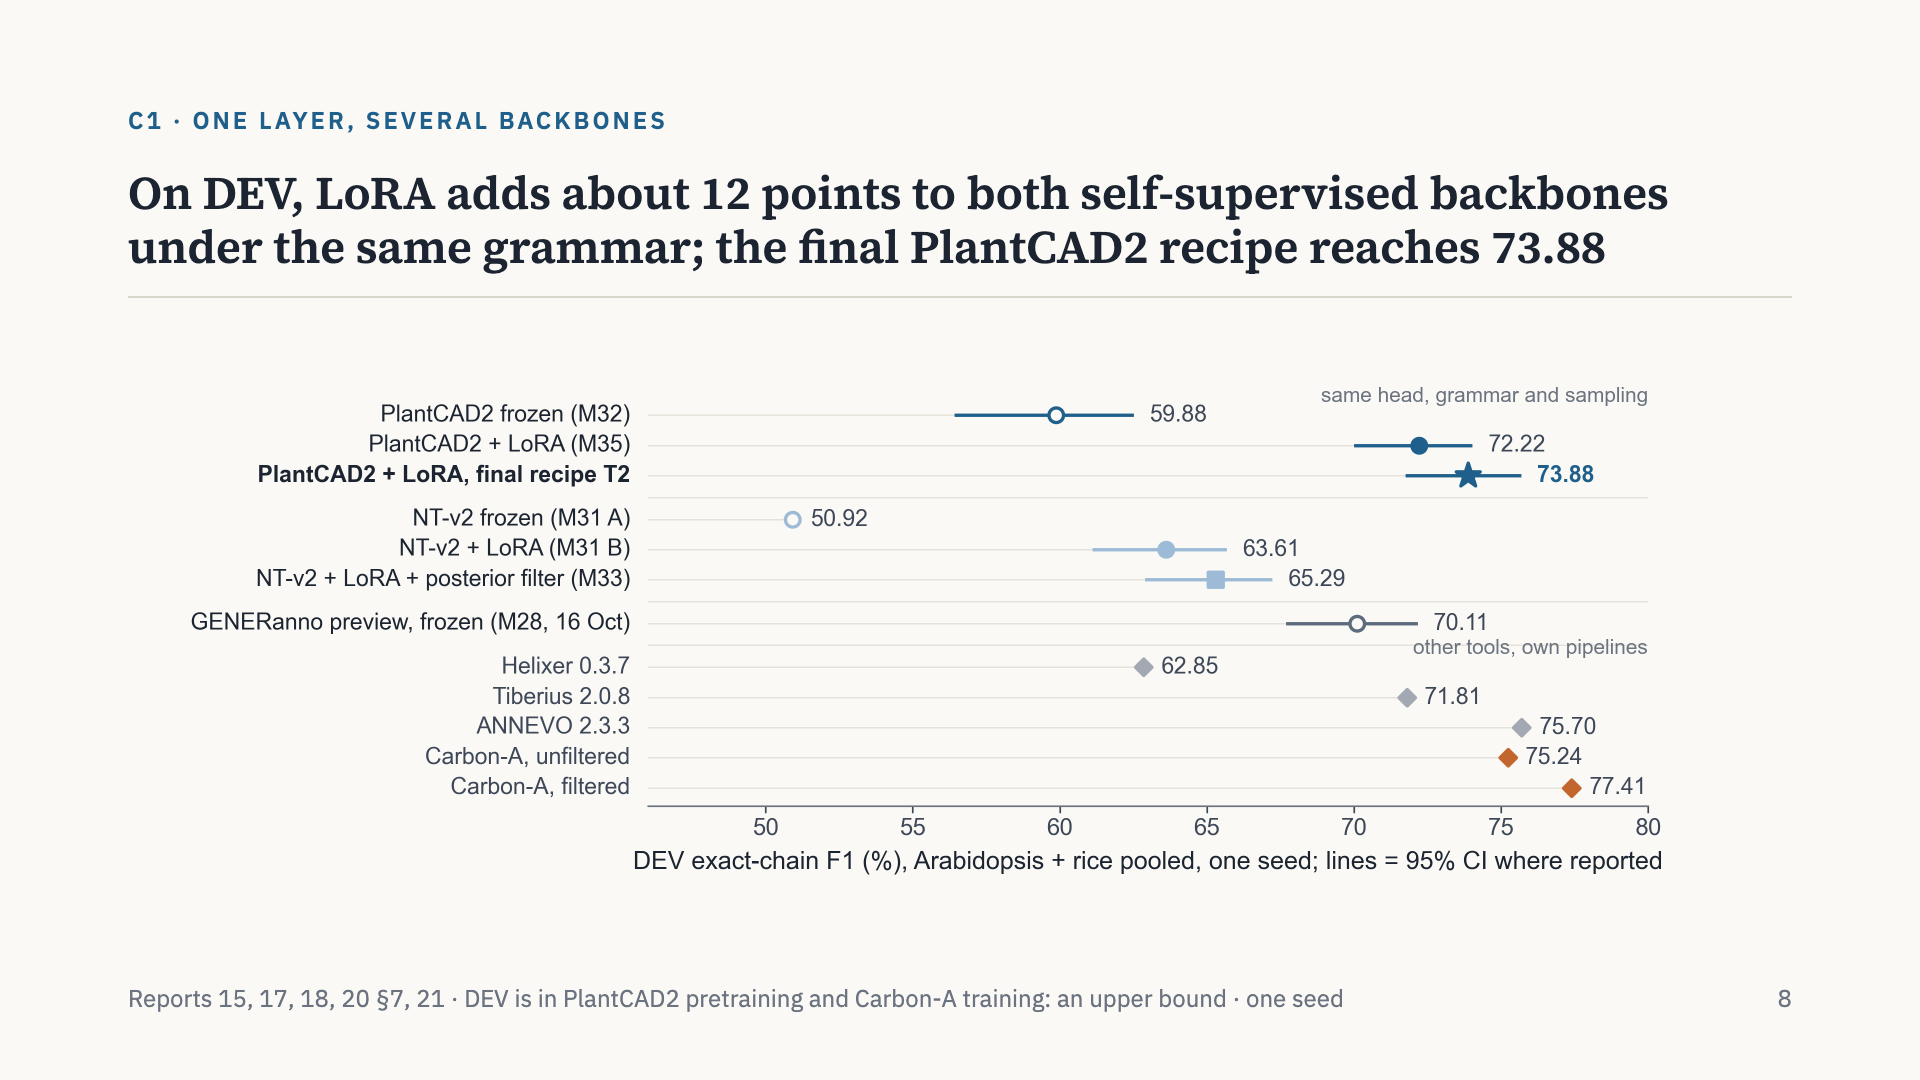 C1 · ONE LAYER, SEVERAL BACKBONES
On DEV, LoRA adds about 12 points to both self-supervised backbones
under the same grammar; the final PlantCAD2 recipe reaches 73.88
same head, grammar and sampling
PlantCAD2 frozen (M32) 59.88
PlantCAD2 + LoRA (M35) 72.22
PlantCAD2 + LoRA, final recipe T2 73.88
NT-v2 frozen (M31 A) 50.92
NT-v2 + LoRA (M31 B) 63.61
NT-v2 + LoRA + posterior filter (M33) 65.29
GENERanno preview, frozen (M28, 16 Oct) 70.11
other tools, own pipelines
Helixer 0.3.7 62.85
Tiberius 2.0.8 71.81
ANNEVO 2.3.3 75.70
Carbon-A, unfiltered 75.24
Carbon-A, filtered 77.41
50 55 60 65 70 75 80
DEV exact-chain F1 (%), Arabidopsis + rice pooled, one seed; lines = 95% CI where reported
Reports 15, 17, 18, 20 §7, 21 · DEV is in PlantCAD2 pretraining and Carbon-A training: an upper bound · one seed
8